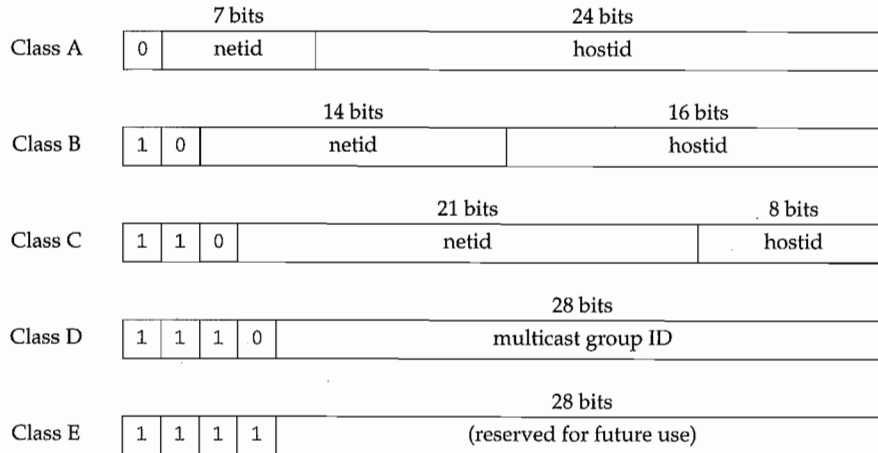 7 bits 24 bits
Class A 0 netid hostid
14 bits 16 bits
Class B 1 0 netid hostid
21 bits 8 bits
Class C 1 1 0 netid hostid
28 bits
Class D 1 1 1 0 multicast group ID
28 bits
Class E 1 1 1 1 (reserved for future use)